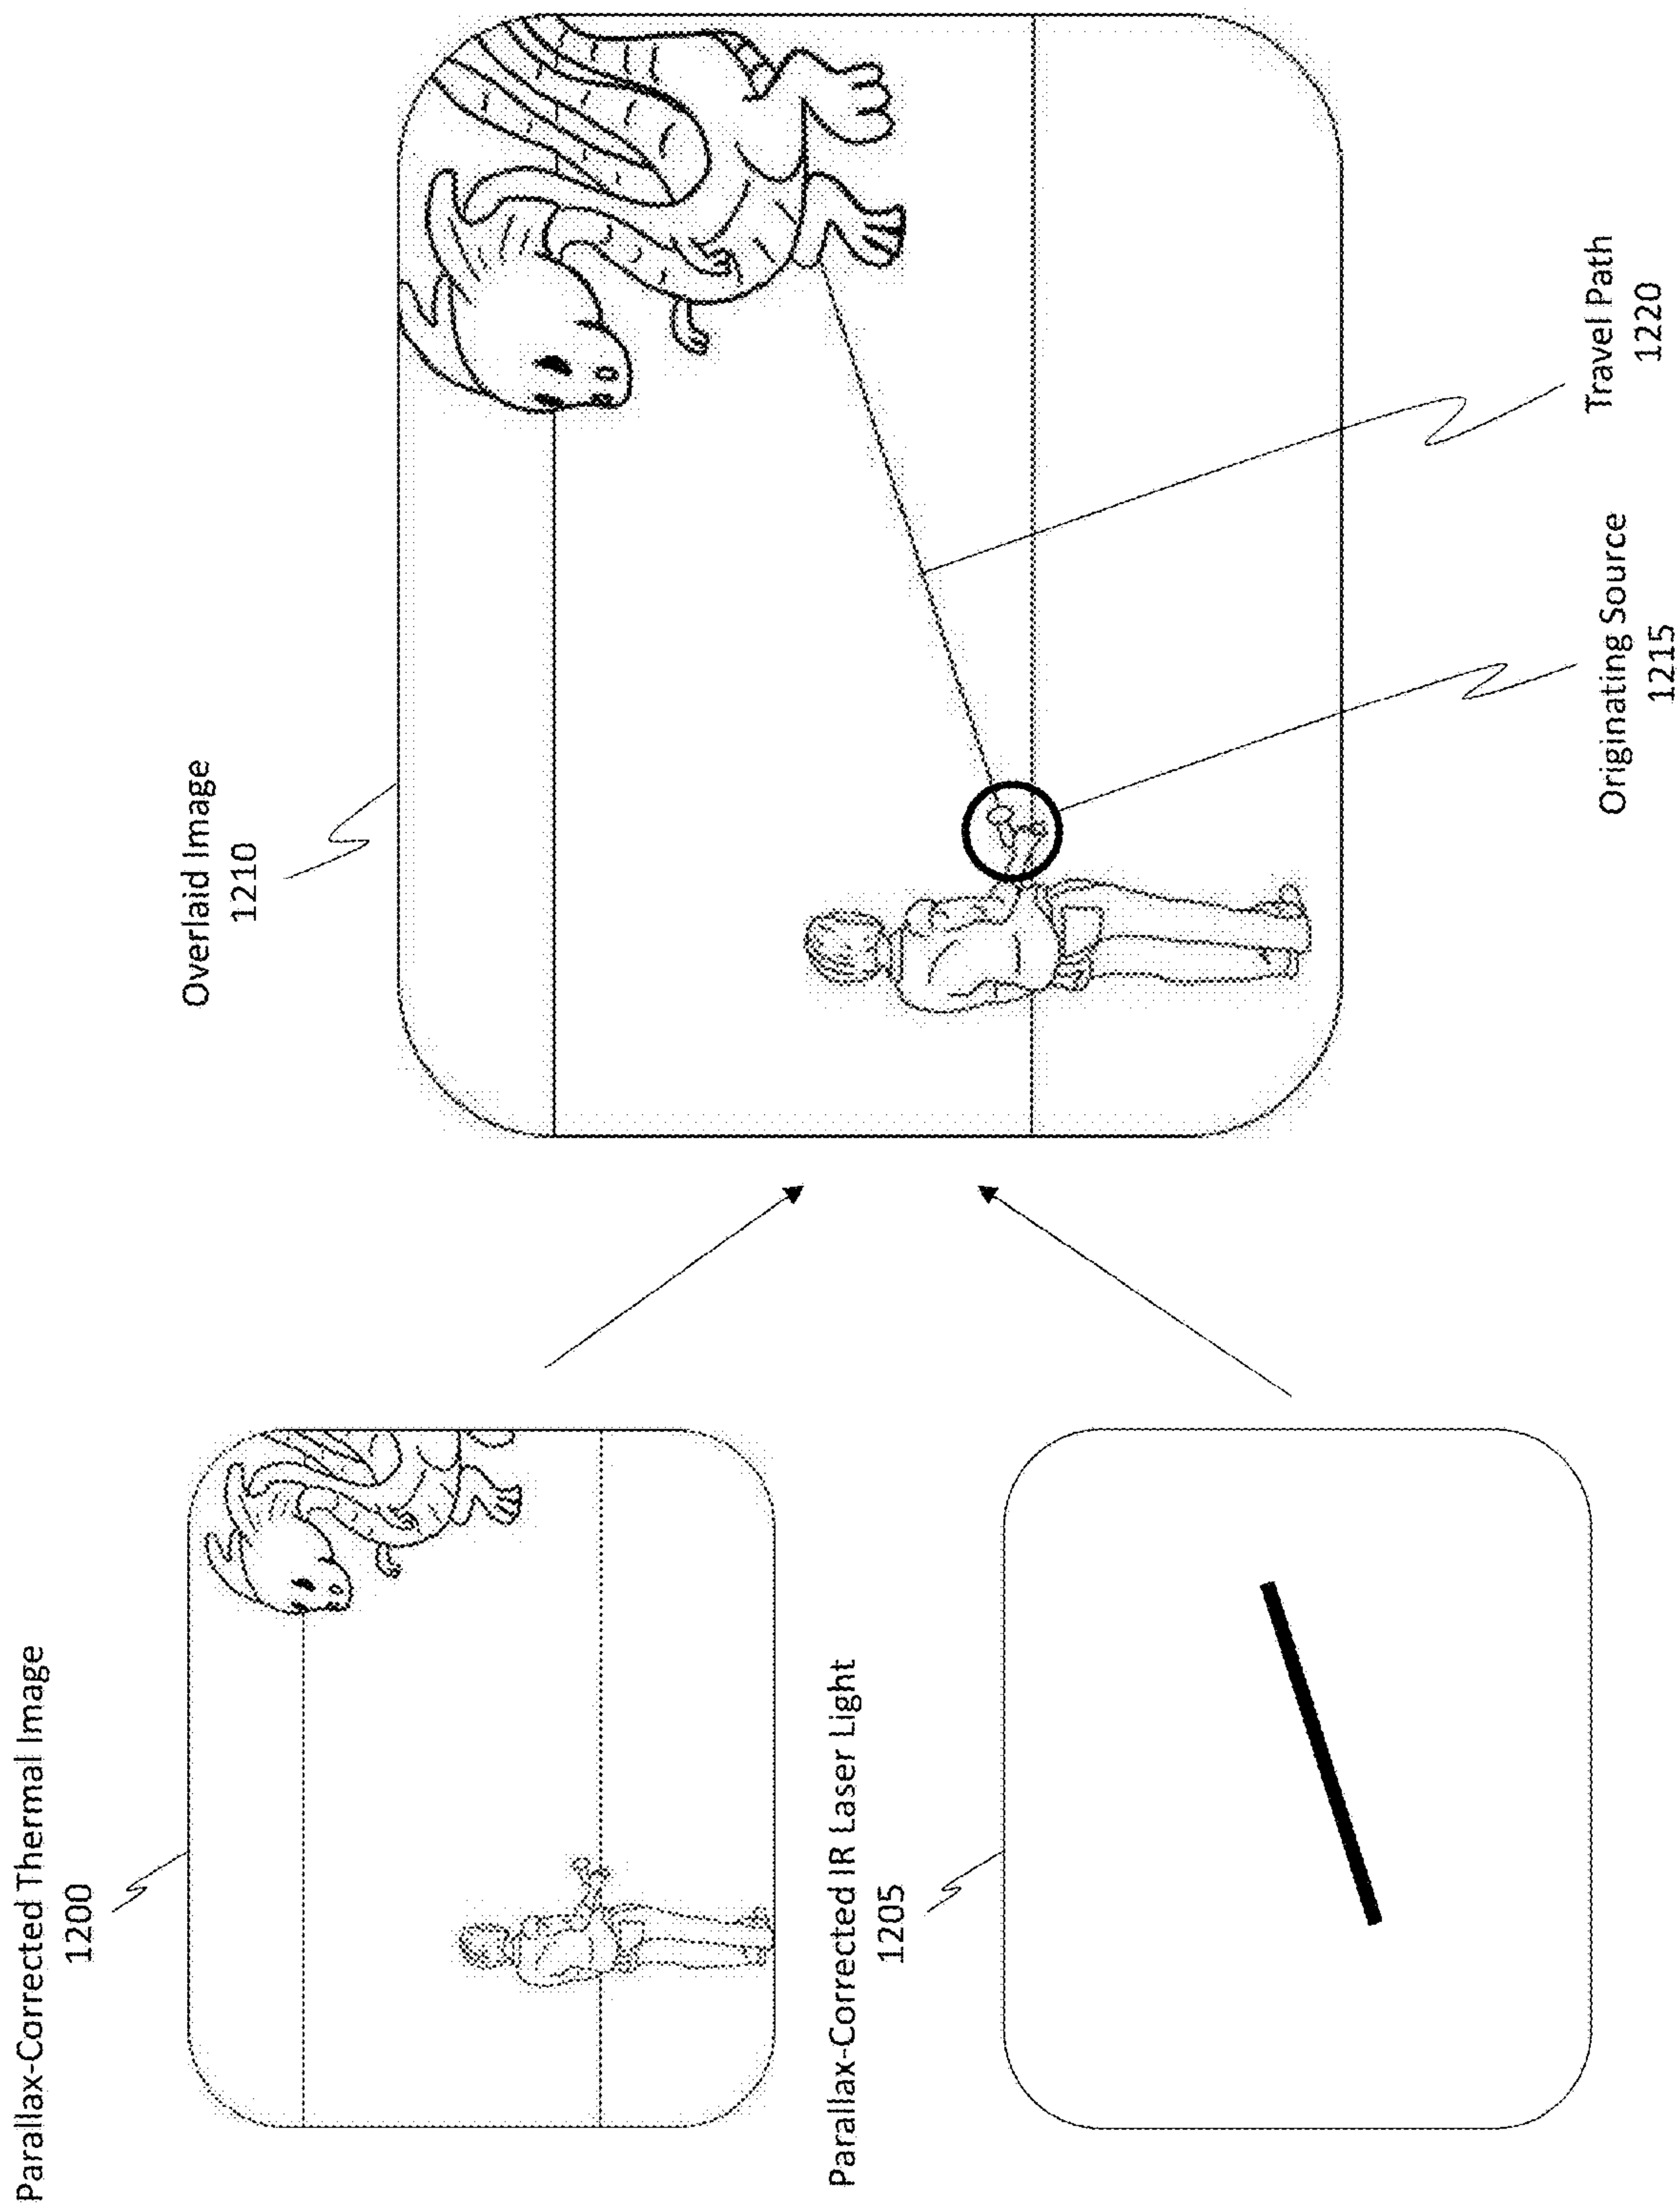 Parallax-Corrected Thermal Image
1200
Parallax-Corrected IR Laser Light
1205
Overlaid Image
1210
Originating Source
1215
Travel Path
1220